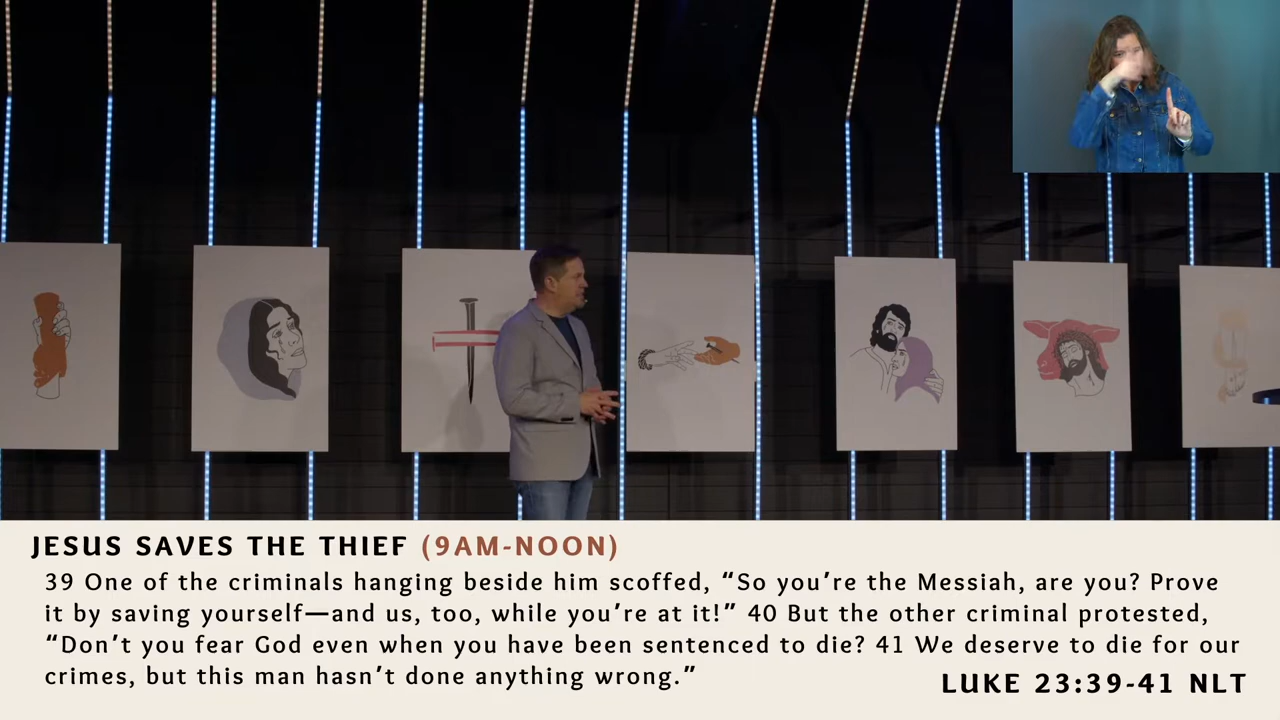 JESUS SAVES THE THIEF (9AM-NOON)
39 One of the criminals hanging beside him scoffed, “So you’re the Messiah, are you? Prove
it by saving yourself—and us, too, while you’re at it!” 40 But the other criminal protested,
“Don’t you fear God even when you have been sentenced to die? 41 We deserve to die for our
crimes, but this man hasn’t done anything wrong.”
LUKE 23:39-41 NLT